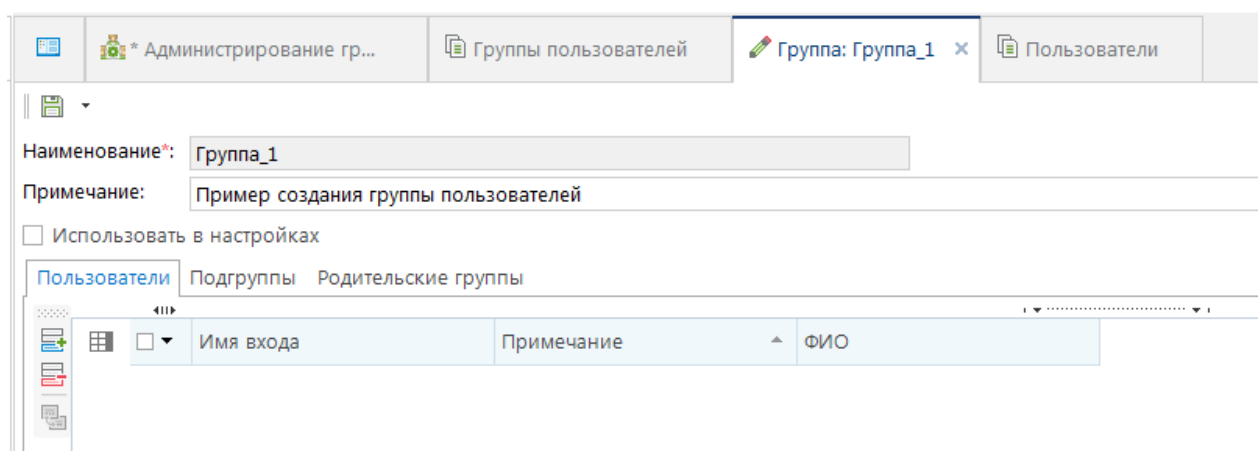 * Администрирование гр... Группы пользователей Группа: Группа_1 Пользователи
Наименование*: Группа_1
Примечание: Пример создания группы пользователей
Использовать в настройках
Пользователи Подгруппы Родительские группы
Имя входа Примечание ФИО